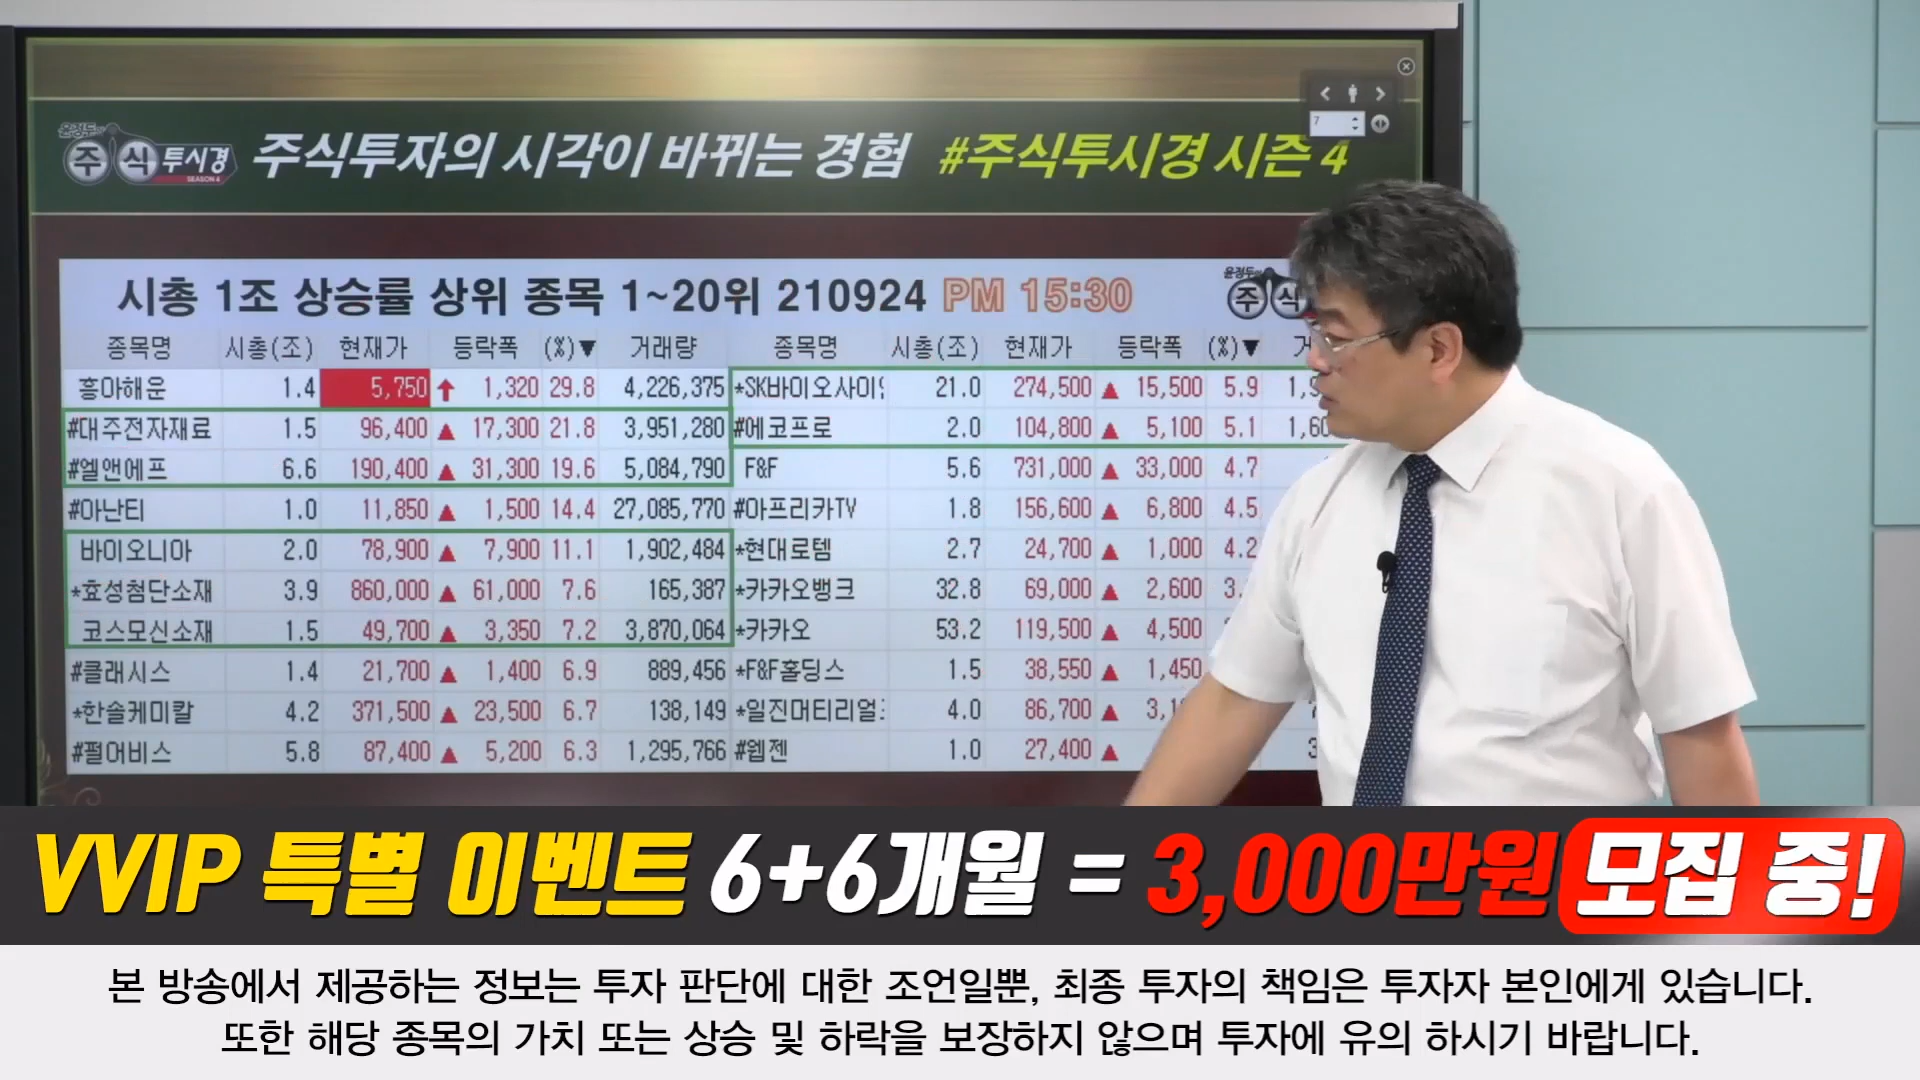 윤정두의 주식투시경 SEASON 4
주식투자의 시각이 바뀌는 경험 #주식투시경 시즌 4
7
시총 1조 상승률 상위 종목 1~20위 210924 PM 15:30
윤정두의 주식
종목명 시총(조) 현재가 등락폭 (%)▼ 거래량 종목명 시총(조) 현재가 등락폭 (%)▼
흥아해운 1.4 5,750 ↑ 1,320 29.8 4,226,375 *SK바이오사이 21.0 274,500 ▲ 15,500 5.9
#대주전자재료 1.5 96,400 ▲ 17,300 21.8 3,951,280 #에코프로 2.0 104,800 ▲ 5,100 5.1
#엘앤에프 6.6 190,400 ▲ 31,300 19.6 5,084,790 F&F 5.6 731,000 ▲ 33,000 4.7
#아난티 1.0 11,850 ▲ 1,500 14.4 27,085,770 #아프리카TV 1.8 156,600 ▲ 6,800 4.5
바이오니아 2.0 78,900 ▲ 7,900 11.1 1,902,484 *현대로템 2.7 24,700 ▲ 1,000 4.2
*효성첨단소재 3.9 860,000 ▲ 61,000 7.6 165,387 *카카오뱅크 32.8 69,000 ▲ 2,600
코스모신소재 1.5 49,700 ▲ 3,350 7.2 3,870,064 *카카오 53.2 119,500 ▲ 4,500
#클래시스 1.4 21,700 ▲ 1,400 6.9 889,456 *F&F홀딩스 1.5 38,550 ▲ 1,450
*한솔케미칼 4.2 371,500 ▲ 23,500 6.7 138,149 *일진머티리얼 4.0 86,700 ▲
#펄어비스 5.8 87,400 ▲ 5,200 6.3 1,295,766 #웹젠 1.0 27,400 ▲
VVIP 특별 이벤트 6+6개월 = 3,000만원 모집 중!
본 방송에서 제공하는 정보는 투자 판단에 대한 조언일뿐, 최종 투자의 책임은 투자자 본인에게 있습니다.
또한 해당 종목의 가치 또는 상승 및 하락을 보장하지 않으며 투자에 유의 하시기 바랍니다.